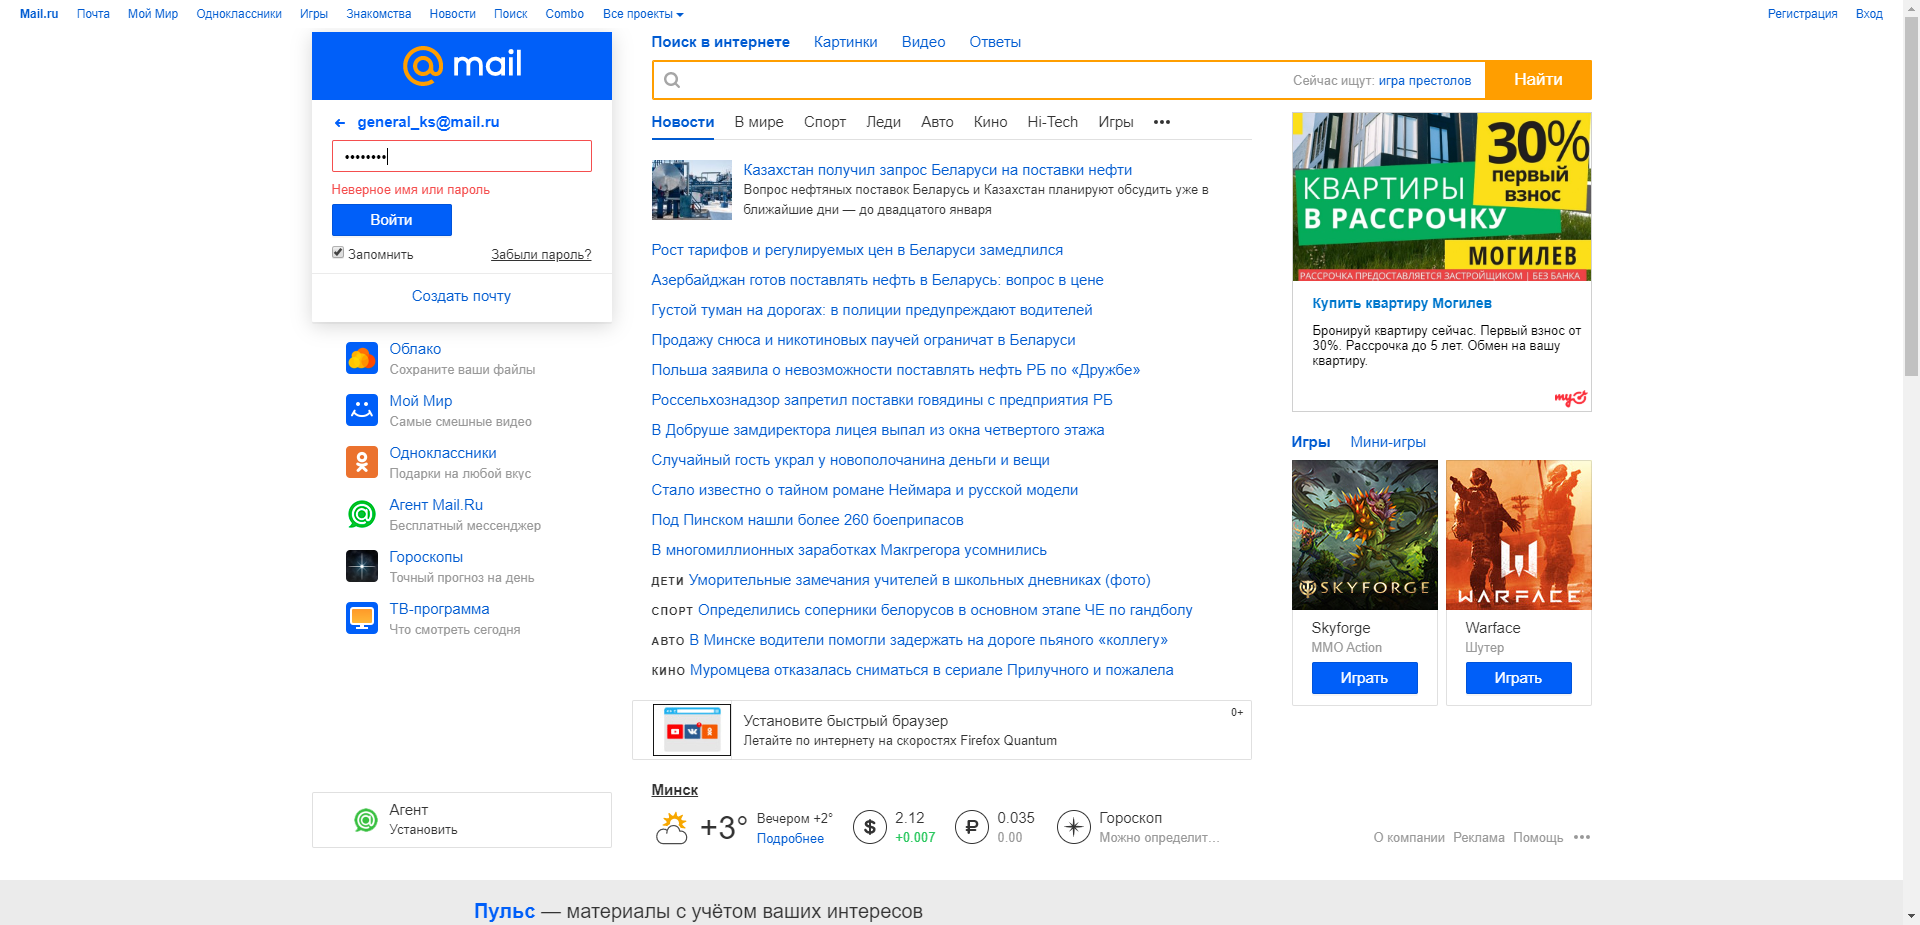 Mail.ru Почта Мой Мир Одноклассники Игры Знакомства Новости Поиск Combo Все проекты Регистрация Вход
@mail
general_ks@mail.ru
••••••••
Неверное имя или пароль
Войти
Запомнить Забыли пароль?
Создать почту
Облако
Сохраните ваши файлы
Мой Мир
Самые смешные видео
Одноклассники
Подарки на любой вкус
Агент Mail.Ru
Бесплатный мессенджер
Гороскопы
Точный прогноз на день
ТВ-программа
Что смотреть сегодня
Агент
Установить
Поиск в интернете Картинки Видео Ответы
Сейчас ищут: игра престолов Найти
Новости В мире Спорт Леди Авто Кино Hi-Tech Игры •••
Казахстан получил запрос Беларуси на поставки нефти
Вопрос нефтяных поставок Беларусь и Казахстан планируют обсудить уже в
ближайшие дни — до двадцатого января
Рост тарифов и регулируемых цен в Беларуси замедлился
Азербайджан готов поставлять нефть в Беларусь: вопрос в цене
Густой туман на дорогах: в полиции предупреждают водителей
Продажу снюса и никотиновых паучей ограничат в Беларуси
Польша заявила о невозможности поставлять нефть РБ по «Дружбе»
Россельхознадзор запретил поставки говядины с предприятия РБ
В Добруше замдиректора лицея выпал из окна четвертого этажа
Случайный гость украл у новополочанина деньги и вещи
Стало известно о тайном романе Неймара и русской модели
Под Пинском нашли более 260 боеприпасов
В многомиллионных заработках Макгрегора усомнились
ДЕТИ Уморительные замечания учителей в школьных дневниках (фото)
СПОРТ Определились соперники белорусов в основном этапе ЧЕ по гандболу
АВТО В Минске водители помогли задержать на дороге пьяного «коллегу»
КИНО Муромцева отказалась сниматься в сериале Прилучного и пожалела
Установите быстрый браузер 0+
Летайте по интернету на скоростях Firefox Quantum
Минск
+3° Вечером +2° $ 2.12 ₽ 0.035 Гороскоп
Подробнее +0.007 0.00 Можно определит...
30%
первый
взнос
КВАРТИРЫ
В РАССРОЧКУ
МОГИЛЕВ
РАССРОЧКА ПРЕДОСТАВЛЯЕТСЯ ЗАСТРОЙЩИКОМ | БЕЗ БАНКА
Купить квартиру Могилев
Бронируй квартиру сейчас. Первый взнос от
30%. Рассрочка до 5 лет. Обмен на вашу
квартиру.
Игры Мини-игры
SKYFORGE WARFACE
Skyforge Warface
MMO Action Шутер
Играть Играть
О компании Реклама Помощь •••
Пульс — материалы с учётом ваших интересов